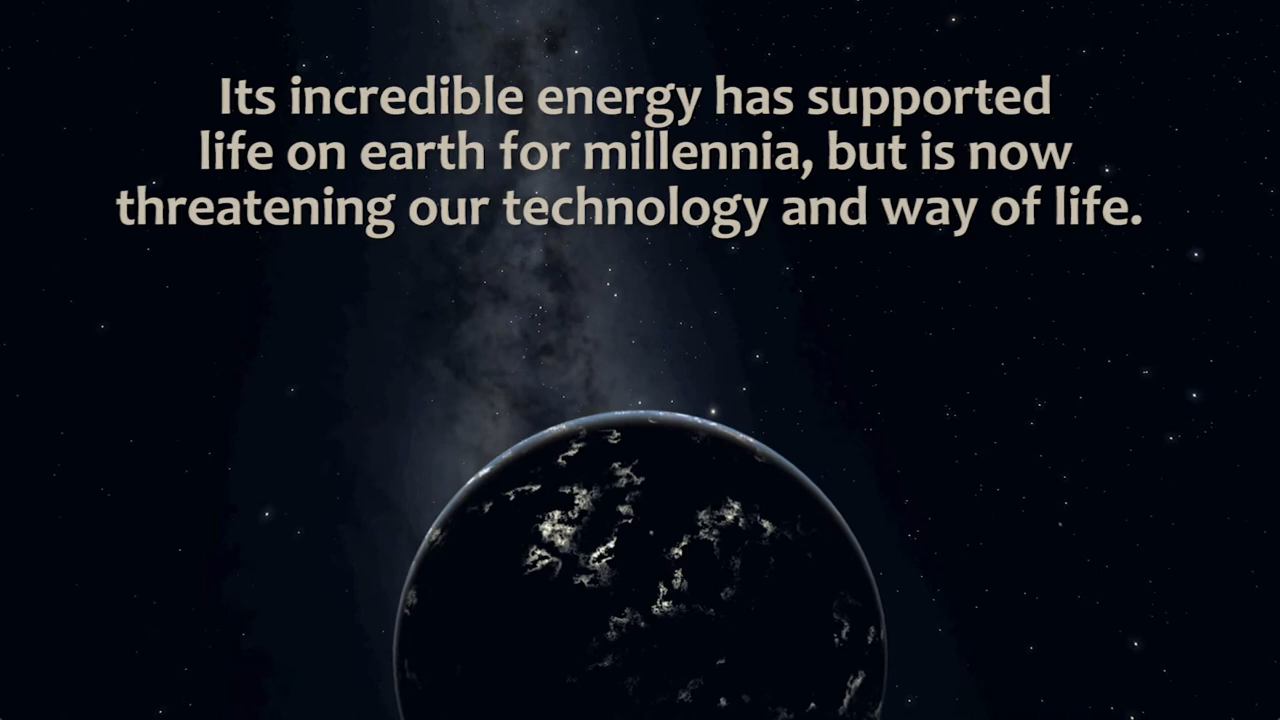 Its incredible energy has supported
life on earth for millennia, but is now
threatening our technology and way of life.